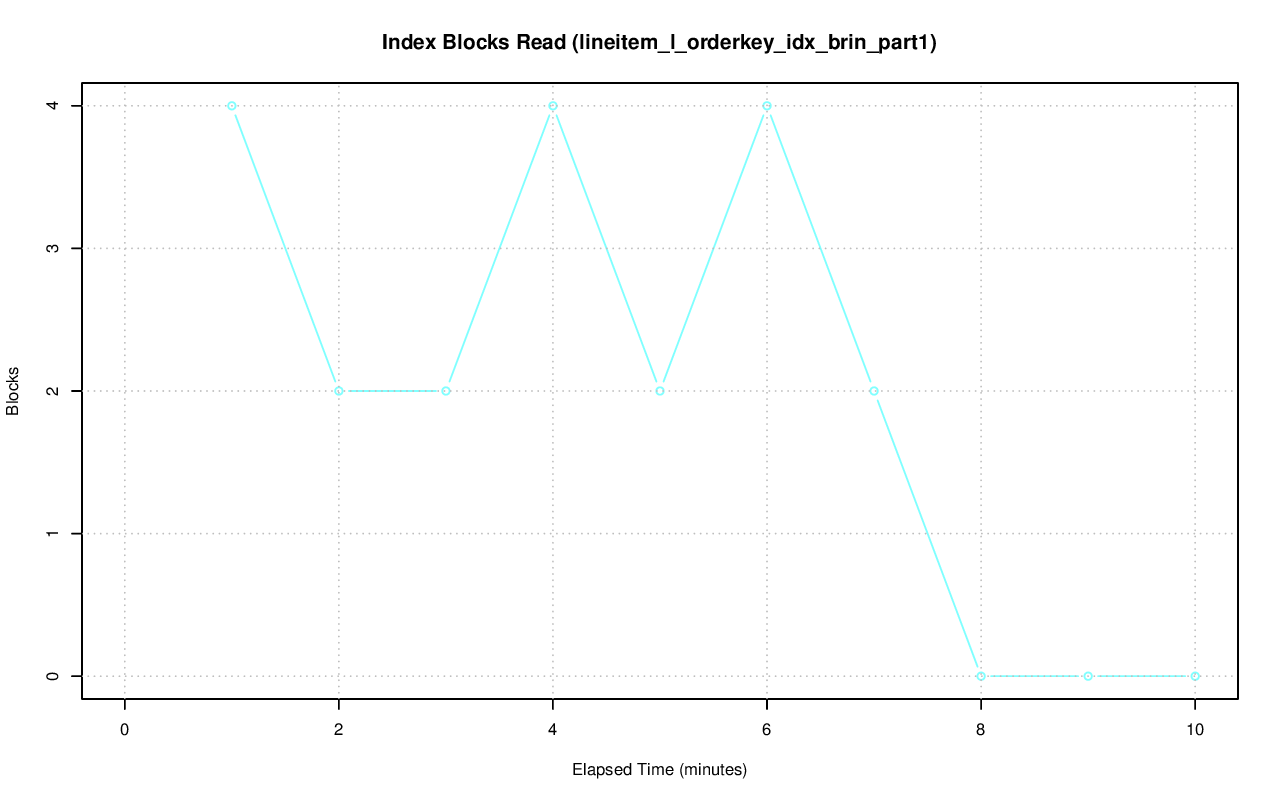 Index Blocks Read (lineitem_l_orderkey_idx_brin_part1)
Blocks
4
3
2
1
0
0 2 4 6 8 10
Elapsed Time (minutes)